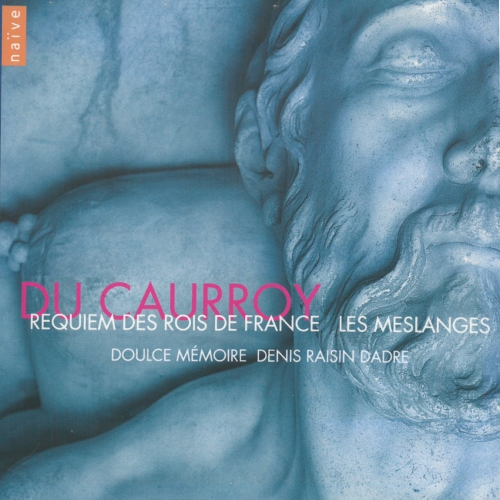 naïve
DU CAURROY
REQUIEM DES ROIS DE FRANCE LES MESLANGES
DOULCE MÉMOIRE DENIS RAISIN DADRE